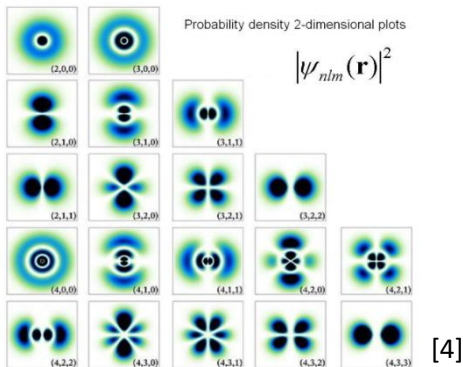 Probability density 2-dimensional plots
|ψnlm(r)|²
(2,0,0) (3,0,0)
(2,1,0) (3,1,0) (3,1,1)
(2,1,1) (3,2,0) (3,2,1) (3,2,2)
(4,0,0) (4,1,0) (4,1,1) (4,2,0) (4,2,1)
(4,2,2) (4,3,0) (4,3,1) (4,3,2) (4,3,3)
[4]